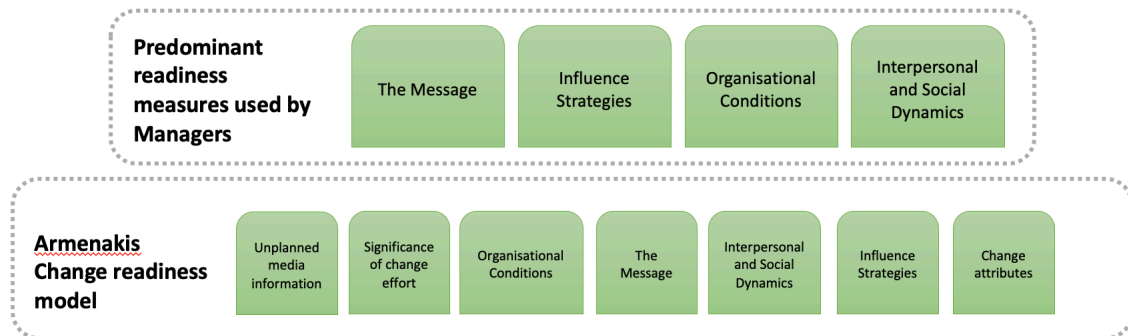 Predominant
readiness
measures used by
Managers
The Message
Influence
Strategies
Organisational
Conditions
Interpersonal
and Social
Dynamics
Armenakis
Change readiness
model
Unplanned
media
information
Significance
of change
effort
Organisational
Conditions
The
Message
Interpersonal
and Social
Dynamics
Influence
Strategies
Change
attributes